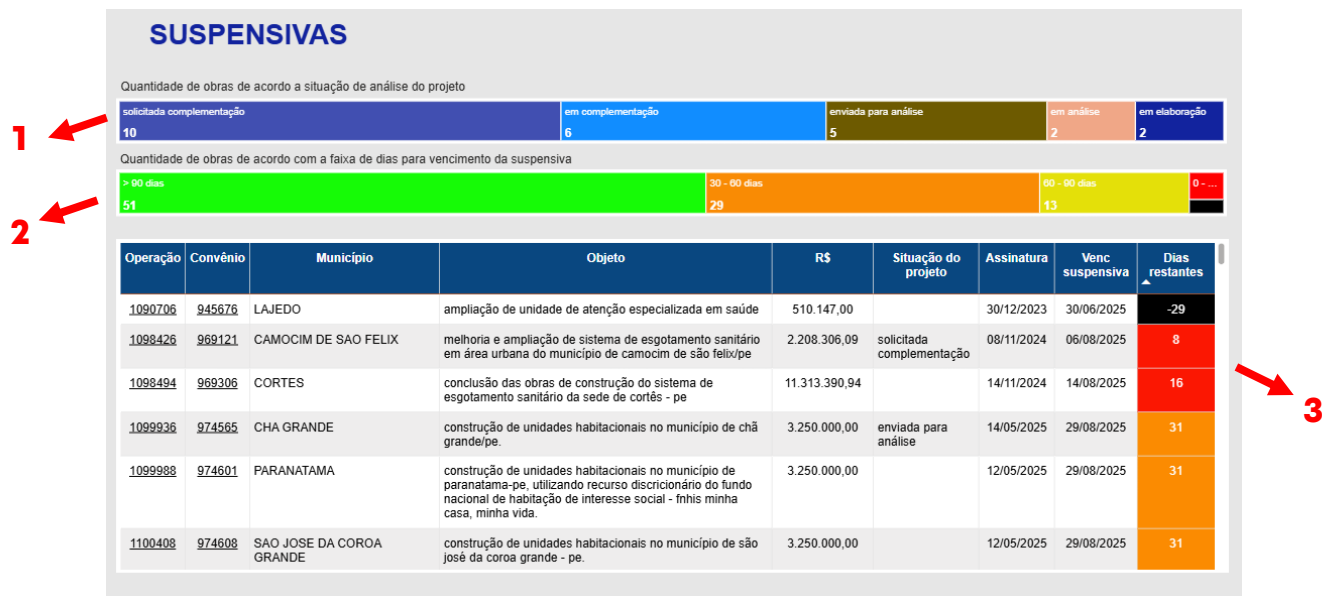 SUSPENSIVAS
Quantidade de obras de acordo a situação de análise do projeto
solicitada complementação
10
em complementação
6
enviada para análise
5
em análise
2
em elaboração
2
1
Quantidade de obras de acordo com a faixa de dias para vencimento da suspensiva
> 90 dias
51
30 - 60 dias
29
60 - 90 dias
13
0 - ...
2
Operação Convênio Município Objeto R$ Situação do projeto Assinatura Venc suspensiva Dias restantes
1090706 945676 LAJEDO ampliação de unidade de atenção especializada em saúde 510.147,00 30/12/2023 30/06/2025 -29
1098426 969121 CAMOCIM DE SAO FELIX melhoria e ampliação de sistema de esgotamento sanitário 2.208.306,09 solicitada 08/11/2024 06/08/2025 8
em área urbana do município de camocim de são felix/pe complementação
1098494 969306 CORTES conclusão das obras de construção do sistema de 11.313.390,94 14/11/2024 14/08/2025 16
esgotamento sanitário da sede de cortês - pe
3
1099936 974565 CHA GRANDE construção de unidades habitacionais no município de chã 3.250.000,00 enviada para 14/05/2025 29/08/2025 31
grande/pe. análise
1099988 974601 PARANATAMA construção de unidades habitacionais no município de 3.250.000,00 12/05/2025 29/08/2025 31
paranatama-pe, utilizando recurso discricionário do fundo
nacional de habitação de interesse social - fnhis minha
casa, minha vida.
1100408 974608 SAO JOSE DA COROA construção de unidades habitacionais no município de são 3.250.000,00 12/05/2025 29/08/2025 31
GRANDE josé da coroa grande - pe.